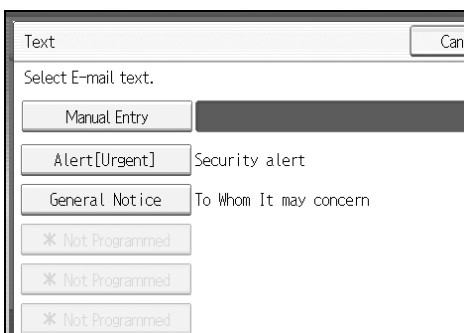 Text Can
Select E-mail text.
Manual Entry
Alert[Urgent] Security alert
General Notice To Whom It may concern
* Not Programmed
* Not Programmed
* Not Programmed